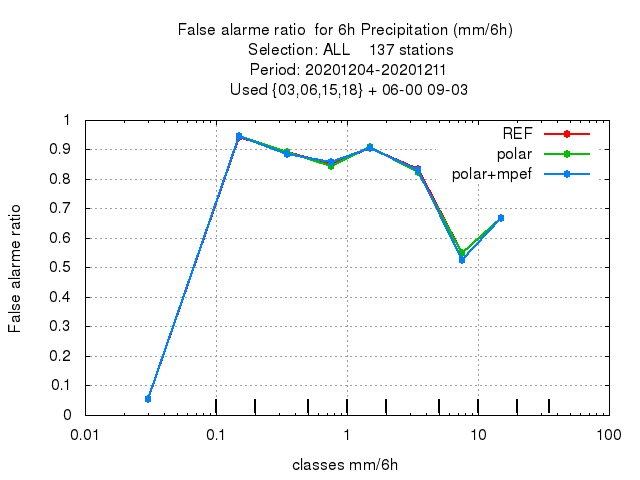 False alarme ratio  for 6h Precipitation (mm/6h)
Selection: ALL    137 stations
Period: 20201204-20201211
Used {03,06,15,18} + 06-00 09-03
REF
polar
polar+mpef
False alarme ratio
1
0.9
0.8
0.7
0.6
0.5
0.4
0.3
0.2
0.1
0
0.01 0.1 1 10 100
classes mm/6h